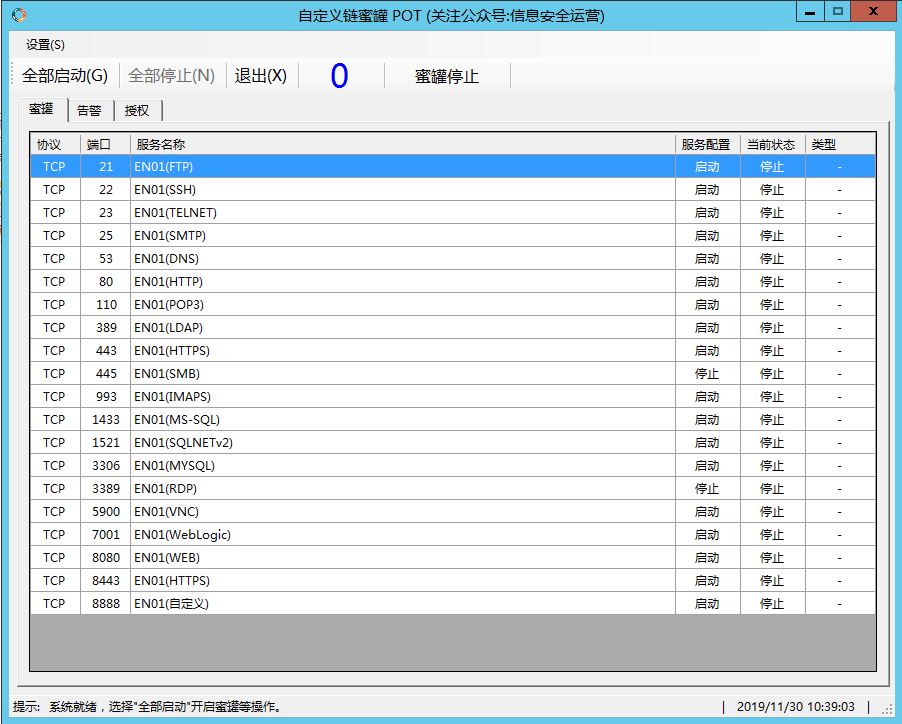 自定义链蜜罐 POT (关注公众号:信息安全运营)
设置(S)
全部启动(G) 全部停止(N) 退出(X) 0 蜜罐停止
蜜罐 告警 授权
协议 端口 服务名称 服务配置 当前状态 类型
TCP 21 EN01(FTP) 启动 停止 -
TCP 22 EN01(SSH) 启动 停止 -
TCP 23 EN01(TELNET) 启动 停止 -
TCP 25 EN01(SMTP) 启动 停止 -
TCP 53 EN01(DNS) 启动 停止 -
TCP 80 EN01(HTTP) 启动 停止 -
TCP 110 EN01(POP3) 启动 停止 -
TCP 389 EN01(LDAP) 启动 停止 -
TCP 443 EN01(HTTPS) 启动 停止 -
TCP 445 EN01(SMB) 停止 停止 -
TCP 993 EN01(IMAPS) 启动 停止 -
TCP 1433 EN01(MS-SQL) 启动 停止 -
TCP 1521 EN01(SQLNETv2) 启动 停止 -
TCP 3306 EN01(MYSQL) 启动 停止 -
TCP 3389 EN01(RDP) 停止 停止 -
TCP 5900 EN01(VNC) 启动 停止 -
TCP 7001 EN01(WebLogic) 启动 停止 -
TCP 8080 EN01(WEB) 启动 停止 -
TCP 8443 EN01(HTTPS) 启动 停止 -
TCP 8888 EN01(自定义) 启动 停止 -
提示: 系统就绪，选择"全部启动"开启蜜罐等操作。 | 2019/11/30 10:39:03 |